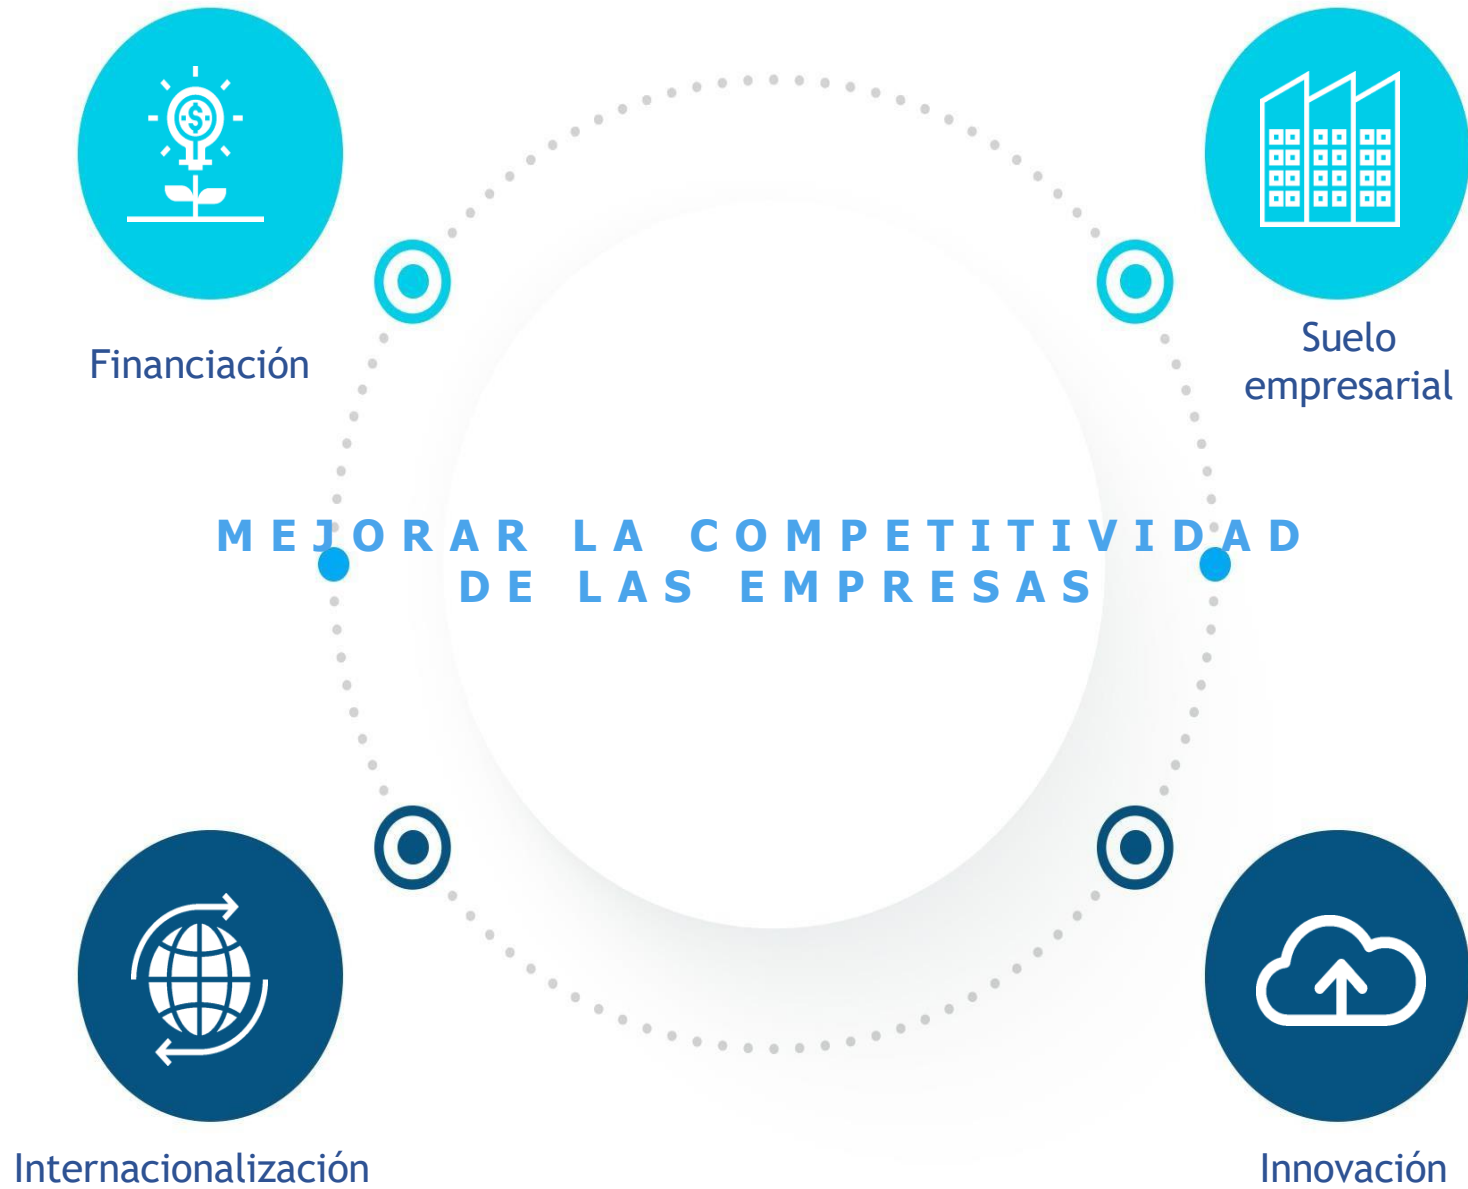 Financiación
Suelo
empresarial
MEJORAR LA COMPETITIVIDAD
DE LAS EMPRESAS
Internacionalización
Innovación